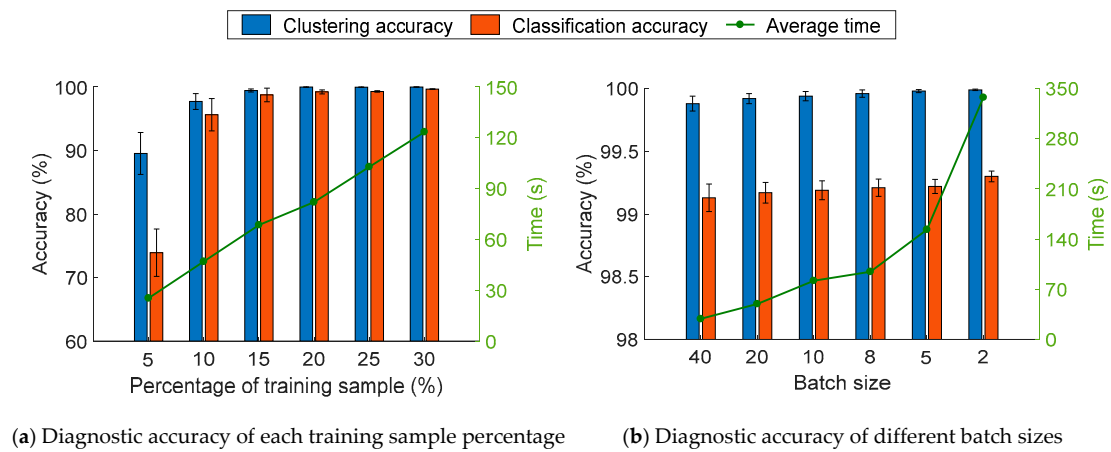 Clustering accuracy Classification accuracy Average time
100
90
80
70
60
Accuracy (%)
150
120
90
60
30
0
Time (s)
5 10 15 20 25 30
Percentage of training sample (%)
(a) Diagnostic accuracy of each training sample percentage
100
99.5
99
98.5
98
Accuracy (%)
350
280
210
140
70
0
Time (s)
40 20 10 8 5 2
Batch size
(b) Diagnostic accuracy of different batch sizes